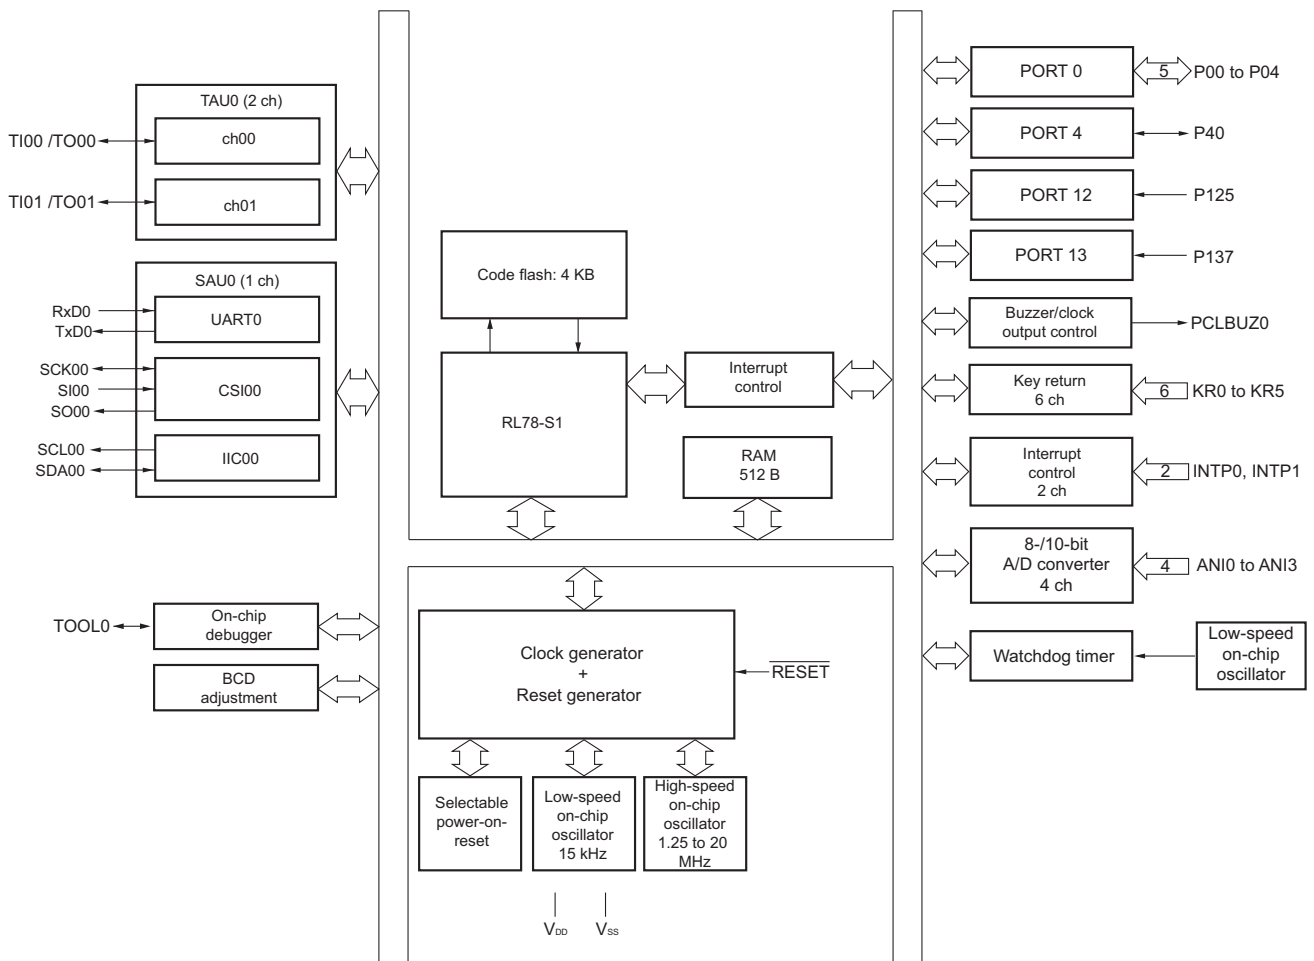 TAU0 (2 ch)
TI00 /TO00
ch00
TI01 /TO01
ch01
SAU0 (1 ch)
RxD0
TxD0
UART0
SCK00
SI00
SO00
CSI00
SCL00
SDA00
IIC00
TOOL0
On-chip
debugger
BCD
adjustment
Code flash: 4 KB
RL78-S1
Interrupt
control
RAM
512 B
Clock generator
+
Reset generator
RESET
Selectable
power-on-
reset
Low-speed
on-chip
oscillator
15 kHz
High-speed
on-chip
oscillator
1.25 to 20
MHz
VDD
VSS
PORT 0
5
P00 to P04
PORT 4
P40
PORT 12
P125
PORT 13
P137
Buzzer/clock
output control
PCLBUZ0
Key return
6 ch
6
KR0 to KR5
Interrupt
control
2 ch
2
INTP0, INTP1
8-/10-bit
A/D converter
4 ch
4
ANI0 to ANI3
Watchdog timer
Low-speed
on-chip
oscillator